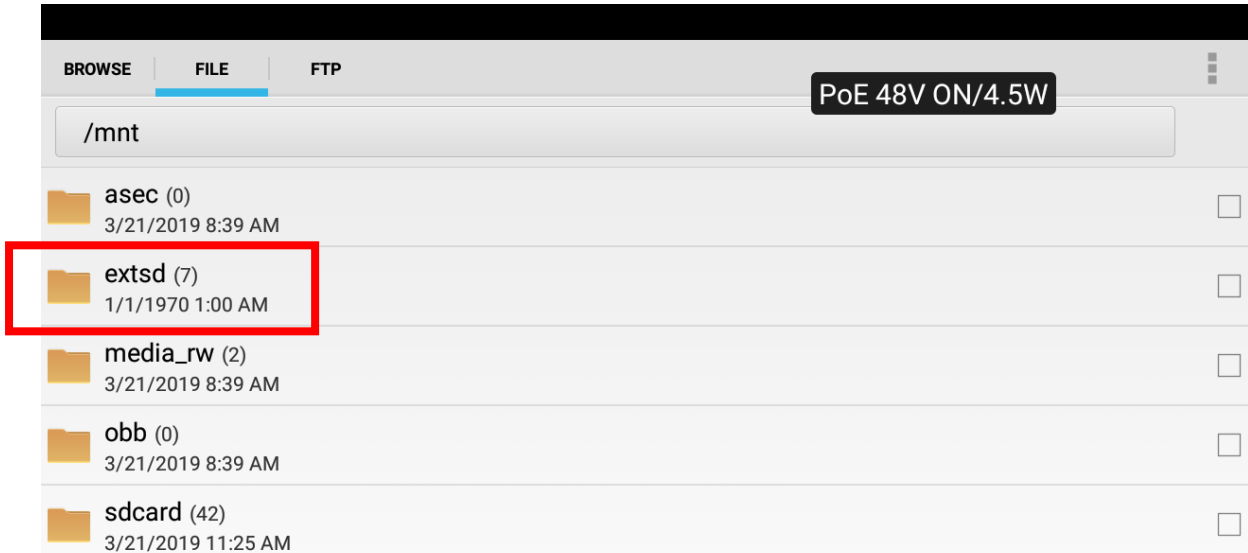 BROWSE FILE FTP
PoE 48V ON/4.5W
/mnt
asec (0)
3/21/2019 8:39 AM
extsd (7)
1/1/1970 1:00 AM
media_rw (2)
3/21/2019 8:39 AM
obb (0)
3/21/2019 8:39 AM
sdcard (42)
3/21/2019 11:25 AM